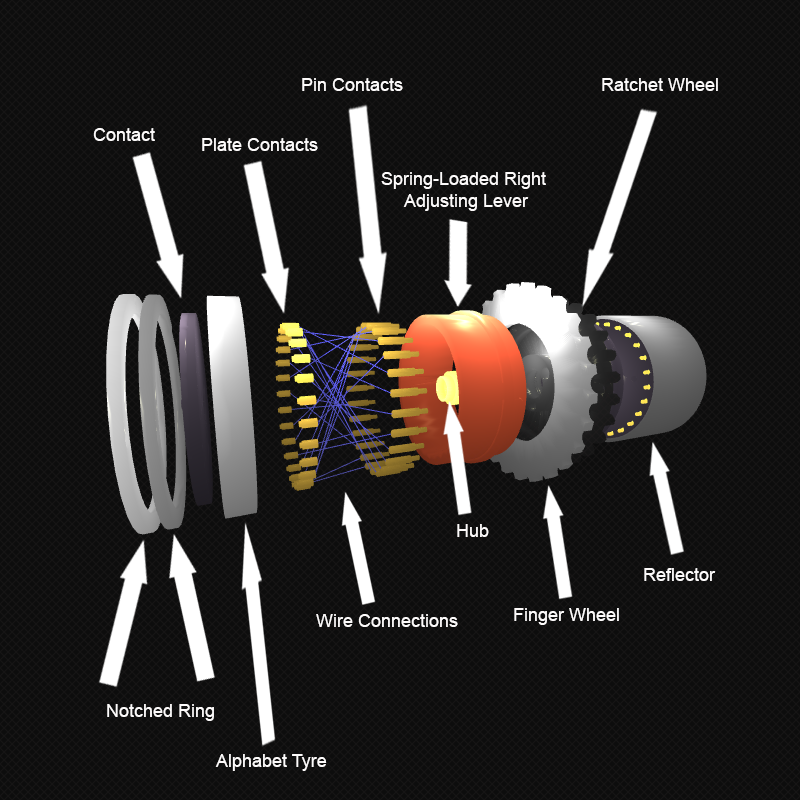 Pin Contacts
Ratchet Wheel
Contact
Plate Contacts
Spring-Loaded Right
Adjusting Lever
Hub
Reflector
Finger Wheel
Wire Connections
Notched Ring
Alphabet Tyre